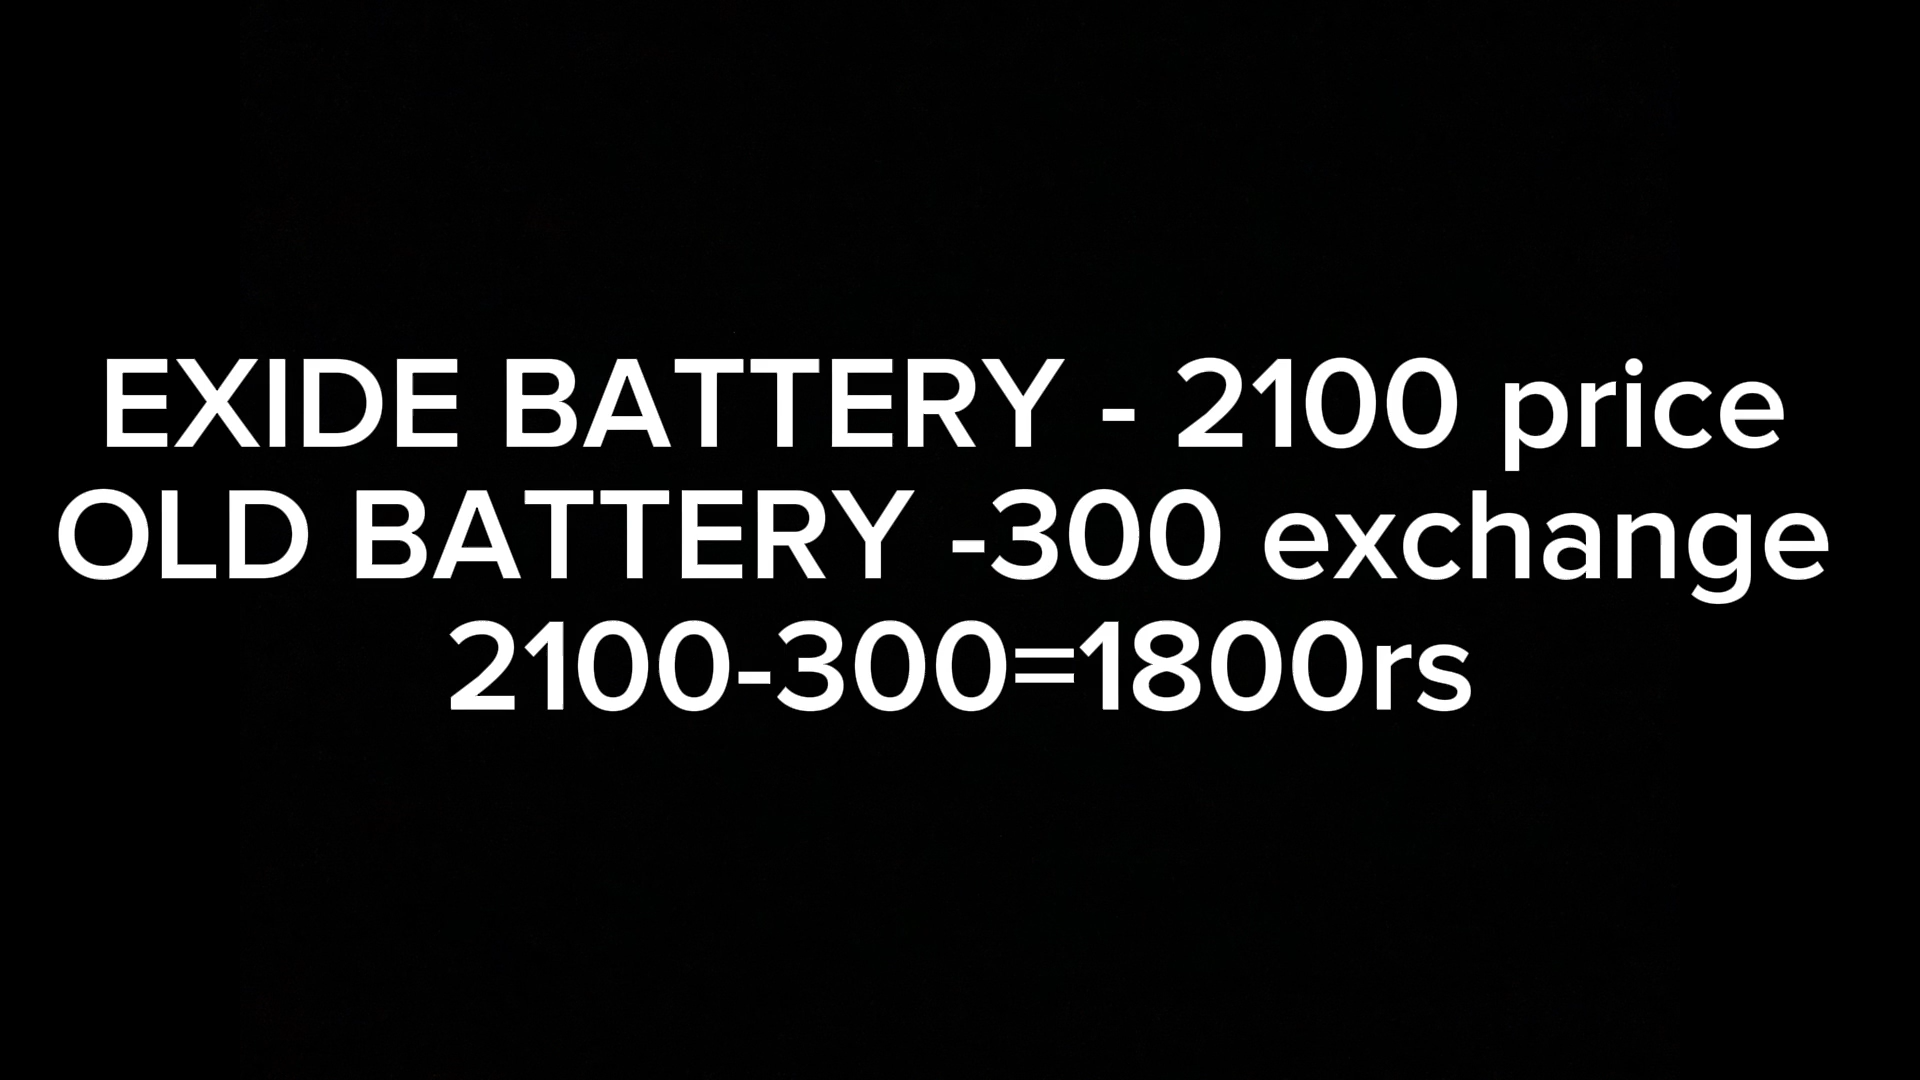 EXIDE BATTERY - 2100 price
OLD BATTERY -300 exchange
2100-300=1800rs